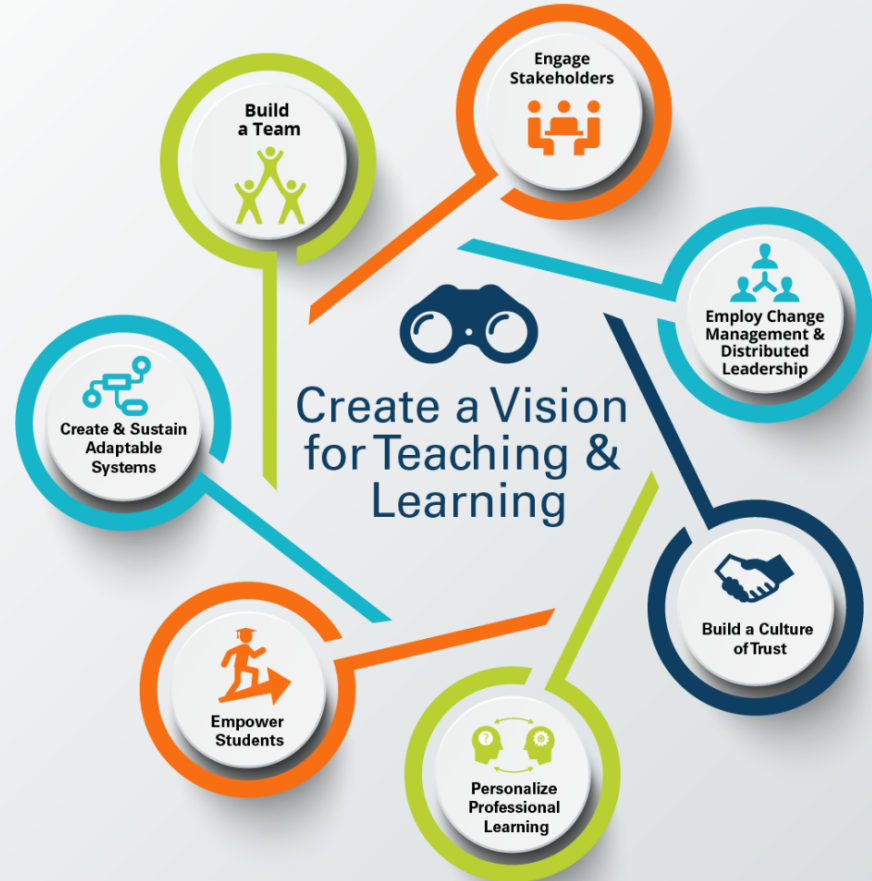 Build
a Team
Engage
Stakeholders
Employ Change
Management &
Distributed
Leadership
Create a Vision
for Teaching &
Learning
Create & Sustain
Adaptable
Systems
Build a Culture
of Trust
Empower
Students
?
Personalize
Professional
Learning